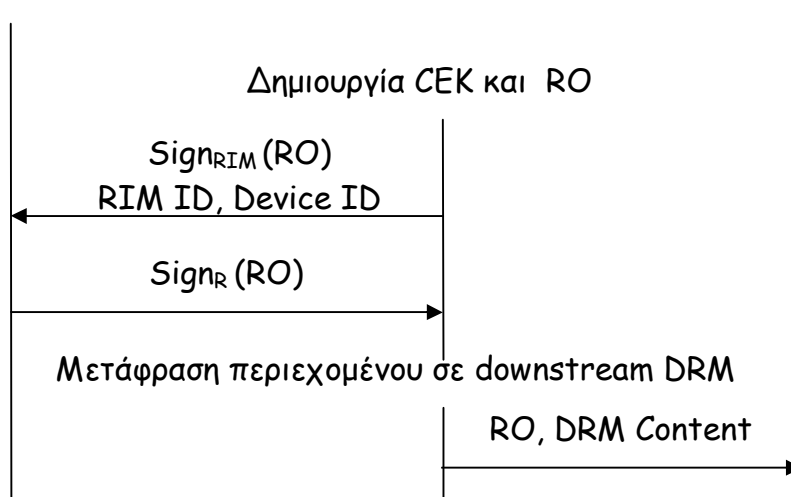 Δημιουργία CEK και RO
SignRIM (RO)
RIM ID, Device ID
SignR (RO)
Μετάφραση περιεχομένου σε downstream DRM
RO, DRM Content